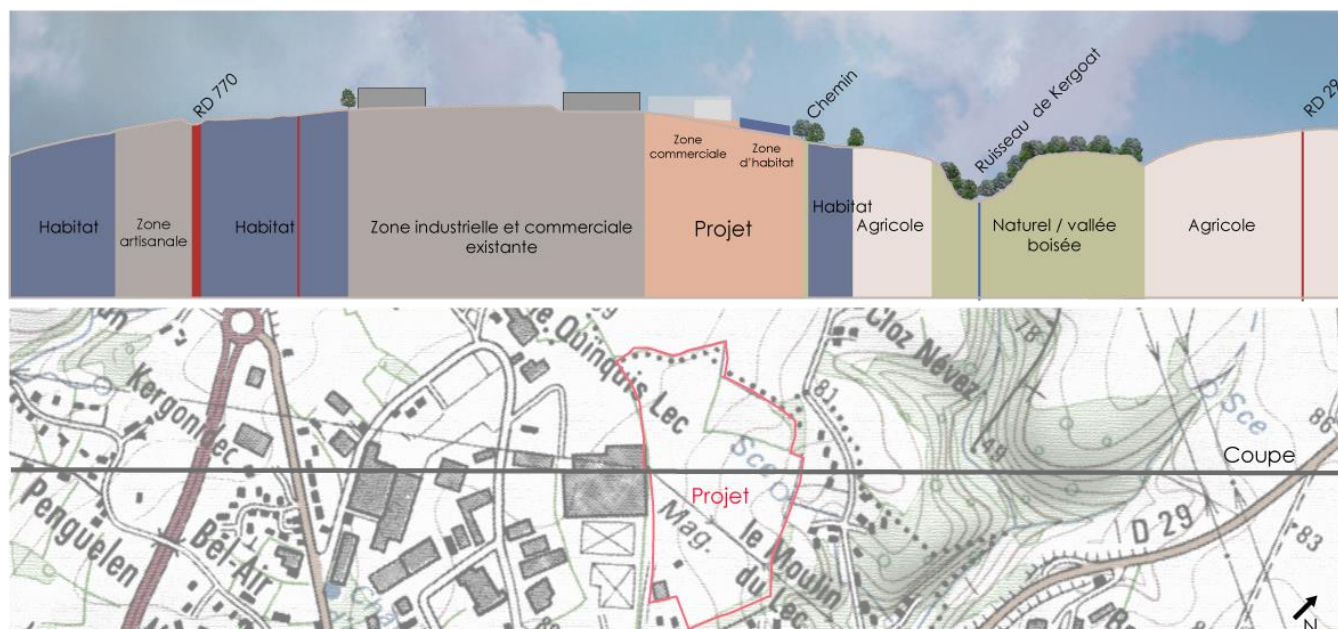 RD 770
Chemin
Ruisseau de Kergoat
RD 29
Zone
commerciale
Zone
d'habitat
Habitat
Zone
artisanale
Habitat
Zone industrielle et commerciale
existante
Projet
Habitat
Agricole
Naturel / vallée
boisée
Agricole
Quinquis
Lec
Cloz Névez
78
81
Sce
86
49
Coupe
Penguelen
Bel-Air
Projet
Sce
Mag.
le Moulin
du Lec
D 29
83
N